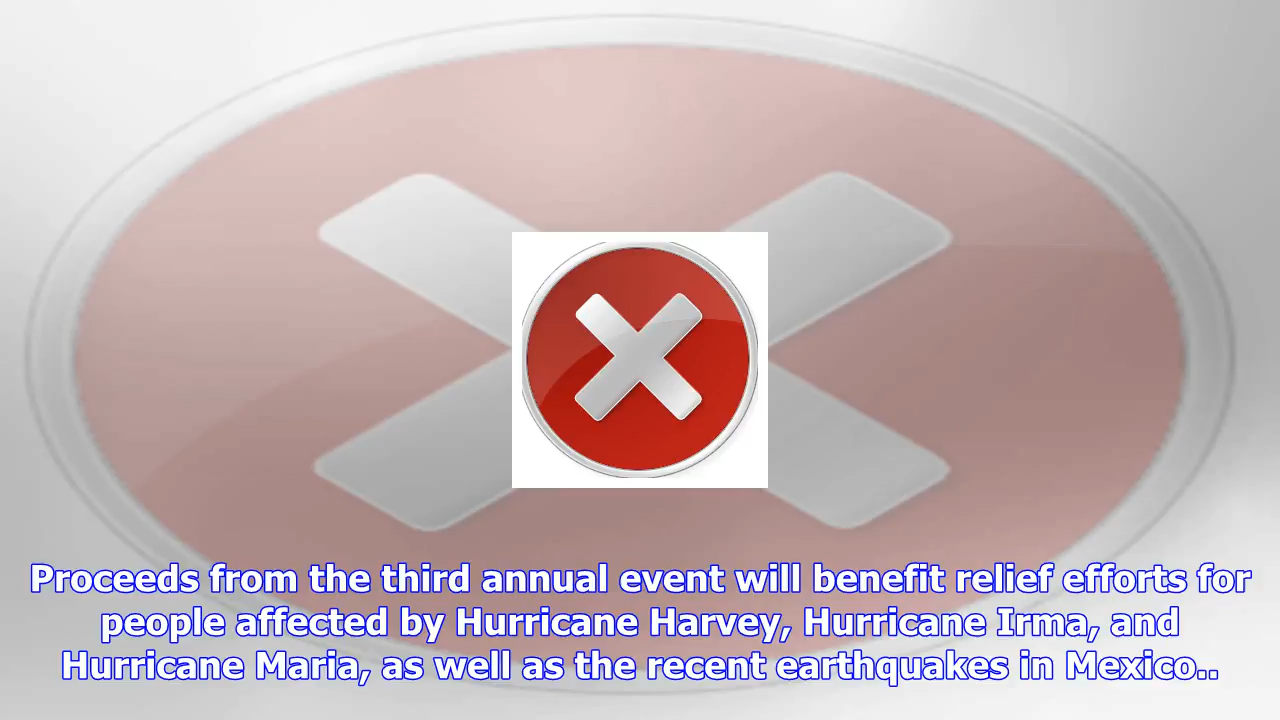 Proceeds from the third annual event will benefit relief efforts for
people affected by Hurricane Harvey, Hurricane Irma, and
Hurricane Maria, as well as the recent earthquakes in Mexico..